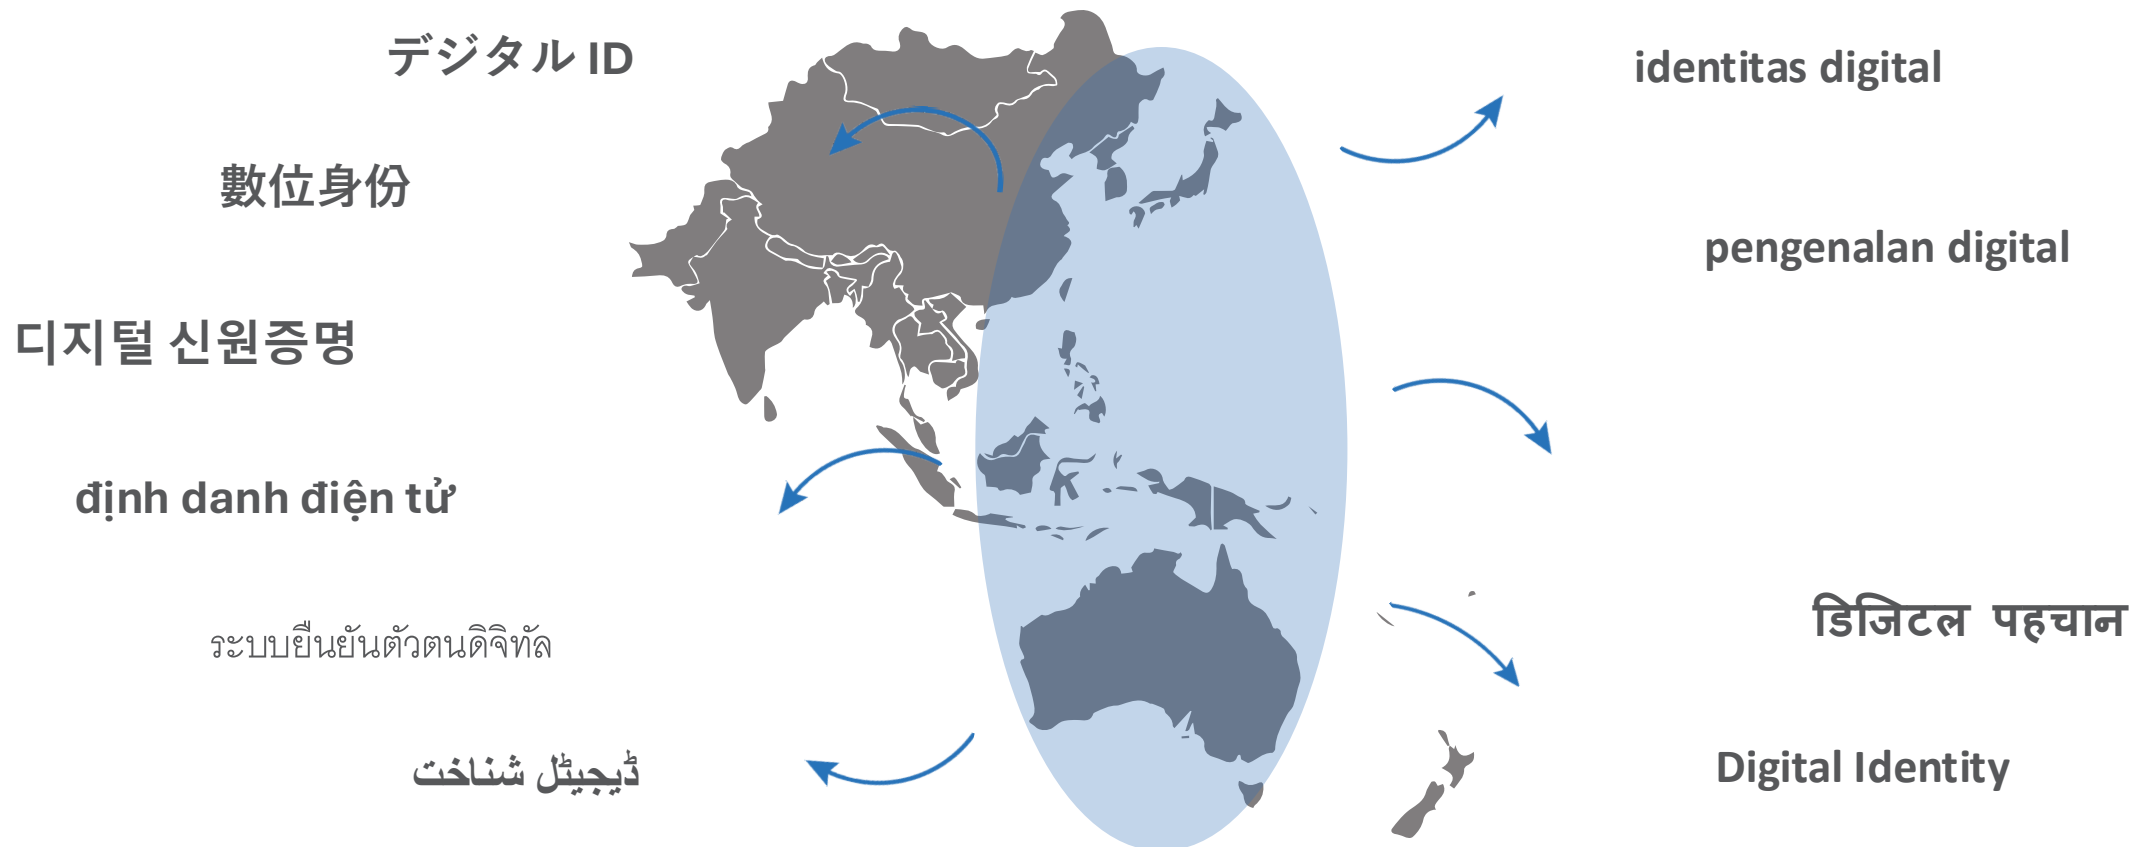 デジタル ID
identitas digital
數位身份
pengenalan digital
디지털 신원증명
định danh điện tử
ระบบยืนยันตัวตนดิจิทัล
डिजिटल पहचान
ڈیجیٹل شناخت
Digital Identity